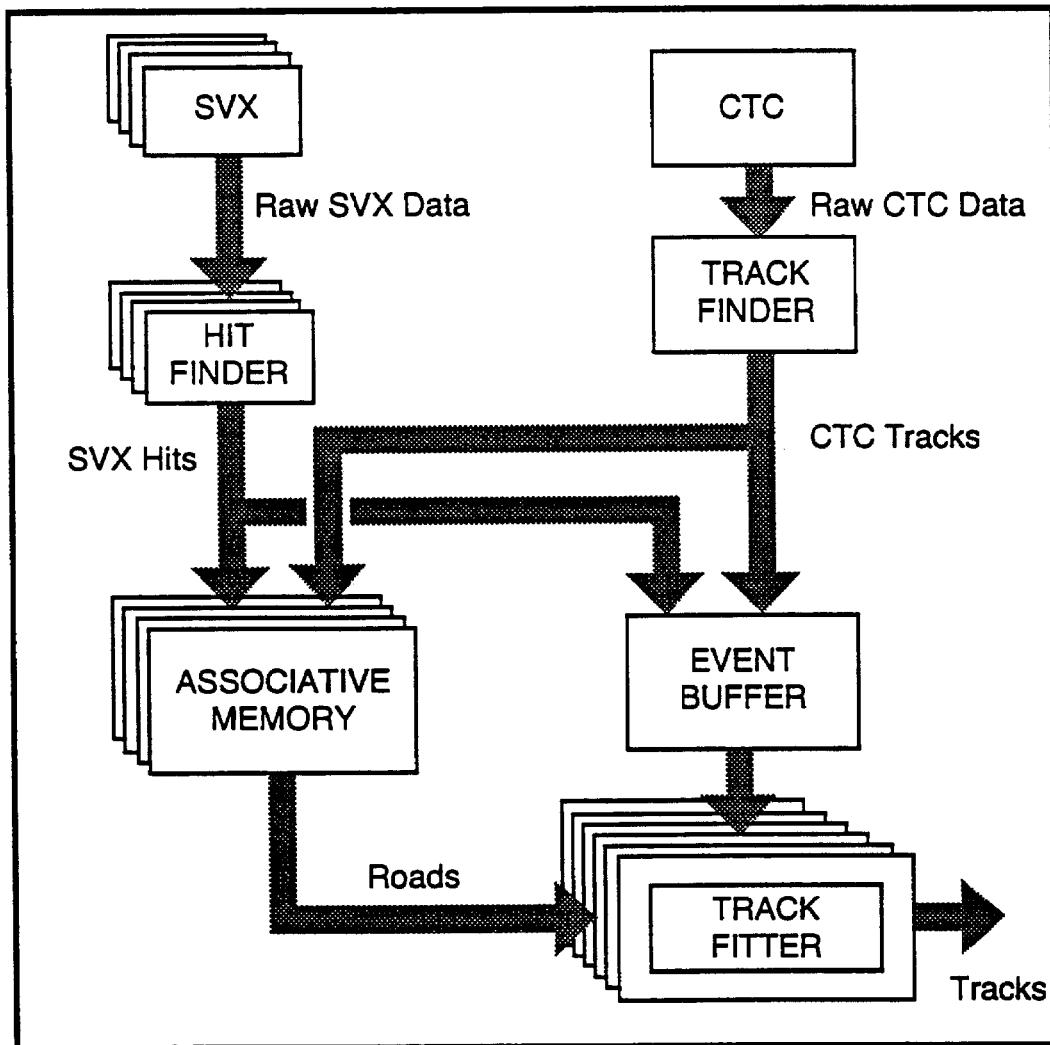 SVX
CTC
Raw SVX Data
Raw CTC Data
TRACK
FINDER
HIT
FINDER
SVX Hits
CTC Tracks
ASSOCIATIVE
MEMORY
EVENT
BUFFER
Roads
TRACK
FITTER
Tracks